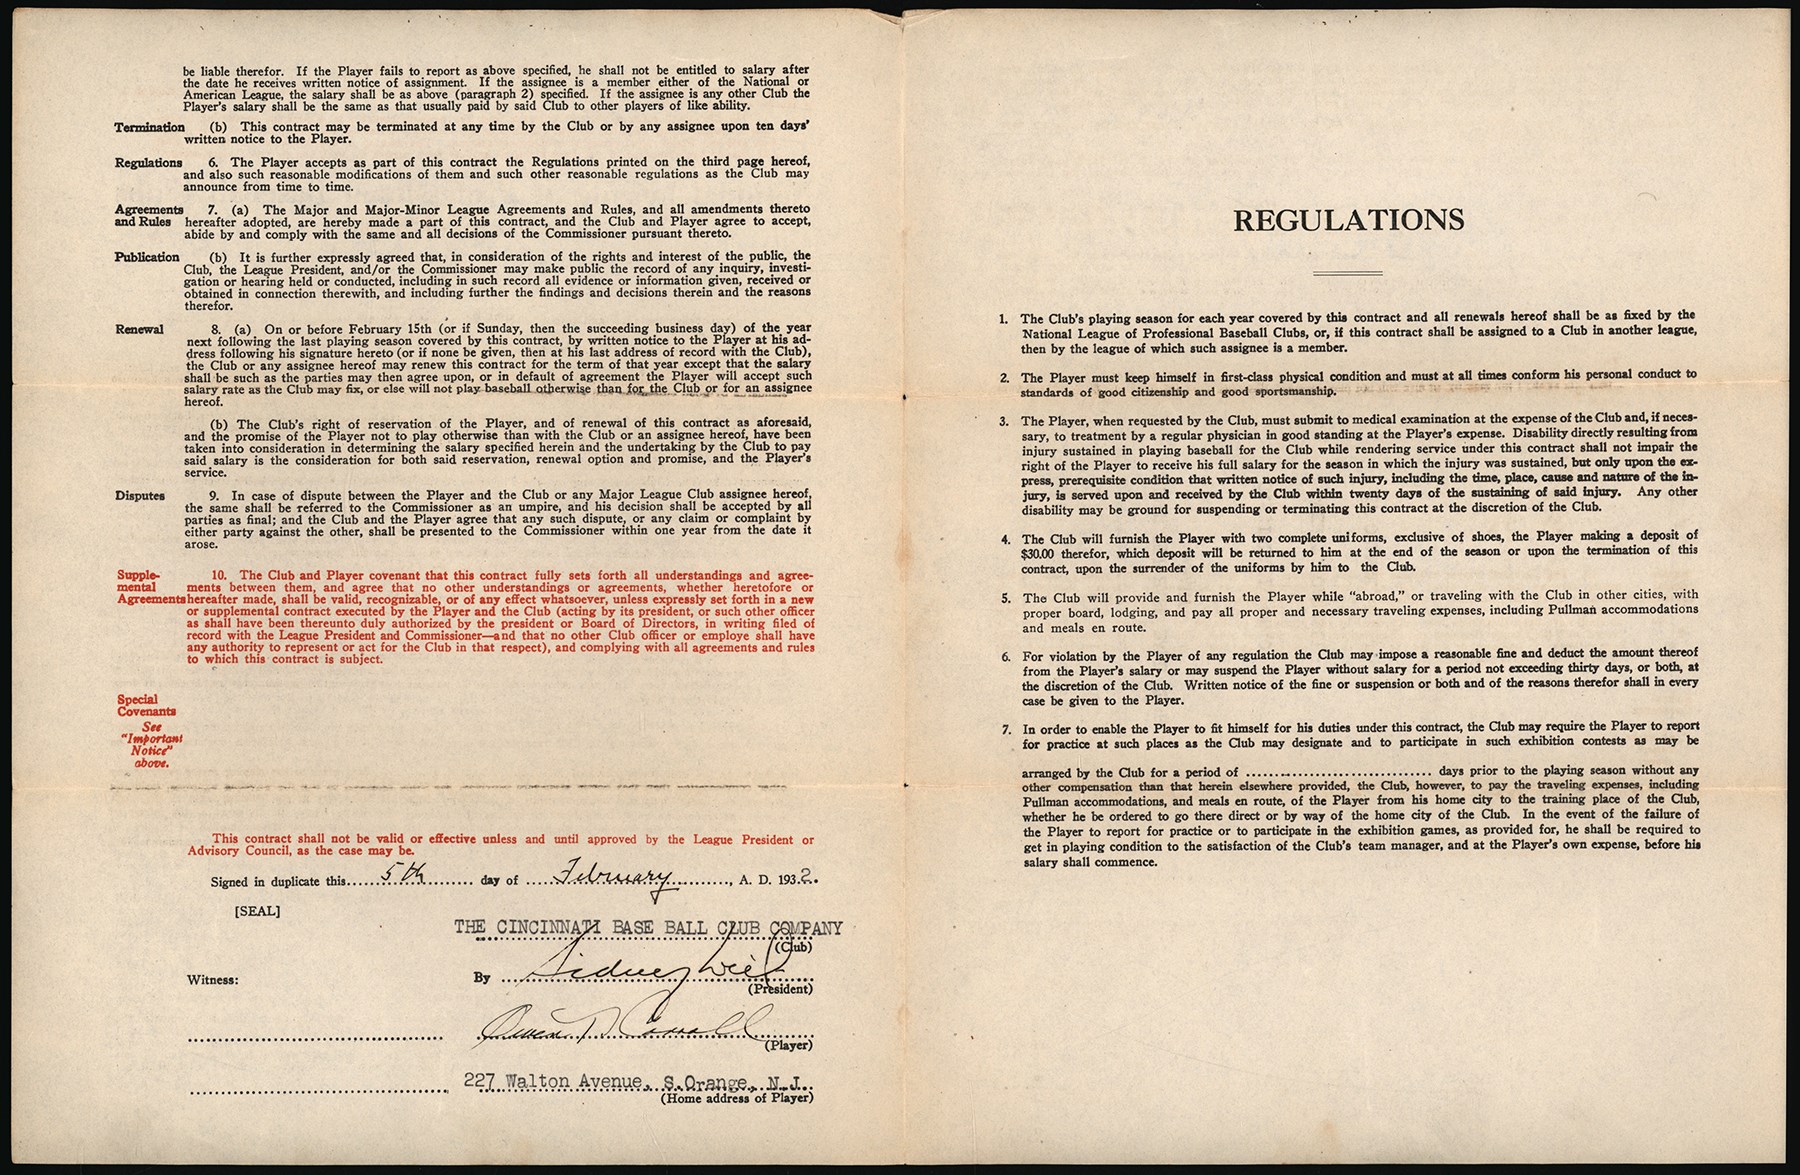 be liable therefor. If the Player fails to report as above specified, he shall not be entitled to salary after
the date he receives written notice of assignment. If the assignee is a member either of the National or
American League, the salary shall be as above (paragraph 2) specified. If the assignee is any other Club the
Player's salary shall be the same as that usually paid by said Club to other players of like ability.
Termination (b) This contract may be terminated at any time by the Club or by any assignee upon ten days'
written notice to the Player.
Regulations 6. The Player accepts as part of this contract the Regulations printed on the third page hereof,
and also such reasonable modifications of them and such other reasonable regulations as the Club may
announce from time to time.
Agreements 7. (a) The Major and Major-Minor League Agreements and Rules, and all amendments thereto
and Rules hereafter adopted, are hereby made a part of this contract, and the Club and Player agree to accept,
abide by and comply with the same and all decisions of the Commissioner pursuant thereto.
Publication (b) It is further expressly agreed that, in consideration of the rights and interest of the public, the
Club, the League President, and/or the Commissioner may make public the record of any inquiry, investi-
gation or hearing held or conducted, including in such record all evidence or information given, received or
obtained in connection therewith, and including further the findings and decisions therein and the reasons
therefor.
Renewal 8. (a) On or before February 15th (or if Sunday, then the succeeding business day) of the year
next following the last playing season covered by this contract, by written notice to the Player at his ad-
dress following his signature hereto (or if none be given, then at his last address of record with the Club),
the Club or any assignee hereof may renew this contract for the term of that year except that the salary
shall be such as the parties may then agree upon, or in default of agreement the Player will accept such
salary rate as the Club may fix, or else will not play baseball otherwise than for the Club or for an assignee
hereof.
(b) The Club's right of reservation of the Player, and of renewal of this contract as aforesaid,
and the promise of the Player not to play otherwise than with the Club or an assignee hereof, have been
taken into consideration in determining the salary specified herein and the undertaking by the Club to pay
said salary is the consideration for both said reservation, renewal option and promise, and the Player's
service.
Disputes 9. In case of dispute between the Player and the Club or any Major League Club assignee hereof,
the same shall be referred to the Commissioner as an umpire, and his decision shall be accepted by all
parties as final; and the Club and the Player agree that any such dispute, or any claim or complaint by
either party against the other, shall be presented to the Commissioner within one year from the date it
arose.
Supple- 10. The Club and Player covenant that this contract fully sets forth all understandings and agree-
mental ments between them, and agree that no other understandings or agreements, whether heretofore or
Agreements hereafter made, shall be valid, recognizable, or of any effect whatsoever, unless expressly set forth in a new
or supplemental contract executed by the Player and the Club (acting by its president, or such other officer
as shall have been thereunto duly authorized by the president or Board of Directors, in writing filed of
record with the League President and Commissioner—and that no other Club officer or employe shall have
any authority to represent or act for the Club in that respect), and complying with all agreements and rules
to which this contract is subject.
Special
Covenants
See
"Important
Notice"
above.
This contract shall not be valid or effective unless and until approved by the League President or
Advisory Council, as the case may be.
Signed in duplicate this 5th day of February, A. D. 1932.
[SEAL]
THE CINCINNATI BASE BALL CLUB COMPANY
(Club)
Witness: By Sidney Weil
(President)
Owen T. Carroll
(Player)
227 Walton Avenue, S.Orange, N.J.
(Home address of Player)
REGULATIONS
1. The Club's playing season for each year covered by this contract and all renewals hereof shall be as fixed by the
National League of Professional Baseball Clubs, or, if this contract shall be assigned to a Club in another league,
then by the league of which such assignee is a member.
2. The Player must keep himself in first-class physical condition and must at all times conform his personal conduct to
standards of good citizenship and good sportsmanship.
3. The Player, when requested by the Club, must submit to medical examination at the expense of the Club and, if neces-
sary, to treatment by a regular physician in good standing at the Player's expense. Disability directly resulting from
injury sustained in playing baseball for the Club while rendering service under this contract shall not impair the
right of the Player to receive his full salary for the season in which the injury was sustained, but only upon the ex-
press, prerequisite condition that written notice of such injury, including the time, place, cause and nature of the in-
jury, is served upon and received by the Club within twenty days of the sustaining of said injury. Any other
disability may be ground for suspending or terminating this contract at the discretion of the Club.
4. The Club will furnish the Player with two complete uniforms, exclusive of shoes, the Player making a deposit of
$30.00 therefor, which deposit will be returned to him at the end of the season or upon the termination of this
contract, upon the surrender of the uniforms by him to the Club.
5. The Club will provide and furnish the Player while "abroad," or traveling with the Club in other cities, with
proper board, lodging, and pay all proper and necessary traveling expenses, including Pullman accommodations
and meals en route.
6. For violation by the Player of any regulation the Club may impose a reasonable fine and deduct the amount thereof
from the Player's salary or may suspend the Player without salary for a period not exceeding thirty days, or both, at
the discretion of the Club. Written notice of the fine or suspension or both and of the reasons therefor shall in every
case be given to the Player.
7. In order to enable the Player to fit himself for his duties under this contract, the Club may require the Player to report
for practice at such places as the Club may designate and to participate in such exhibition contests as may be
arranged by the Club for a period of ................................ days prior to the playing season without any
other compensation than that herein elsewhere provided, the Club, however, to pay the traveling expenses, including
Pullman accommodations, and meals en route, of the Player from his home city to the training place of the Club,
whether he be ordered to go there direct or by way of the home city of the Club. In the event of the failure of
the Player to report for practice or to participate in the exhibition games, as provided for, he shall be required to
get in playing condition to the satisfaction of the Club's team manager, and at the Player's own expense, before his
salary shall commence.